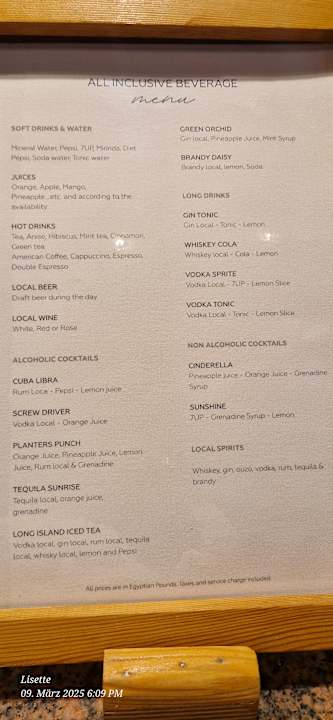 ALL INCLUSIVE BEVERAGE
menu
SOFT DRINKS & WATER
Mineral Water, Pepsi, 7UP, Mirinda, Diet
Pepsi, Soda water, Tonic water
JUICES
Orange, Apple, Mango,
Pineapple ..etc. and according to the
availability
HOT DRINKS
Tea, Anise, Hibiscus, Mint tea, Cinnamon,
Green tea
American Coffee, Cappuccino, Espresso,
Double Espresso
LOCAL BEER
Draft beer during the day
LOCAL WINE
White, Red or Rose
ALCOHOLIC COCKTAILS
CUBA LIBRA
Rum Local - Pepsi - Lemon juice
SCREW DRIVER
Vodka Local - Orange Juice
PLANTERS PUNCH
Orange Juice, Pineapple Juice, Lemon
Juice, Rum local & Grenadine
TEQUILA SUNRISE
Tequila local, orange juice,
grenadine
LONG ISLAND ICED TEA
Vodka local, gin local, rum local, tequila
local, whisky local, lemon and Pepsi
GREEN ORCHID
Gin local, Pineapple Juice, Mint Syrup
BRANDY DAISY
Brandy local, lemon, Soda
LONG DRINKS
GIN TONIC
Gin Local - Tonic - Lemon
WHISKEY COLA
Whiskey local - Cola - Lemon
VODKA SPRITE
Vodka Local - 7UP - Lemon Slice
VODKA TONIC
Vodka Local - Tonic - Lemon Slice
NON ALCOHOLIC COCKTAILS
CINDERELLA
Pineapple juice - Orange Juice - Grenadine
Syrup
SUNSHINE
7UP - Grenadine Syrup - Lemon
LOCAL SPIRITS
Whiskey, gin, ouzo, vodka, rum, tequila &
brandy
All prices are in Egyptian Pounds, taxes and service charge included
Lisette
09. März 2025 6:09 PM